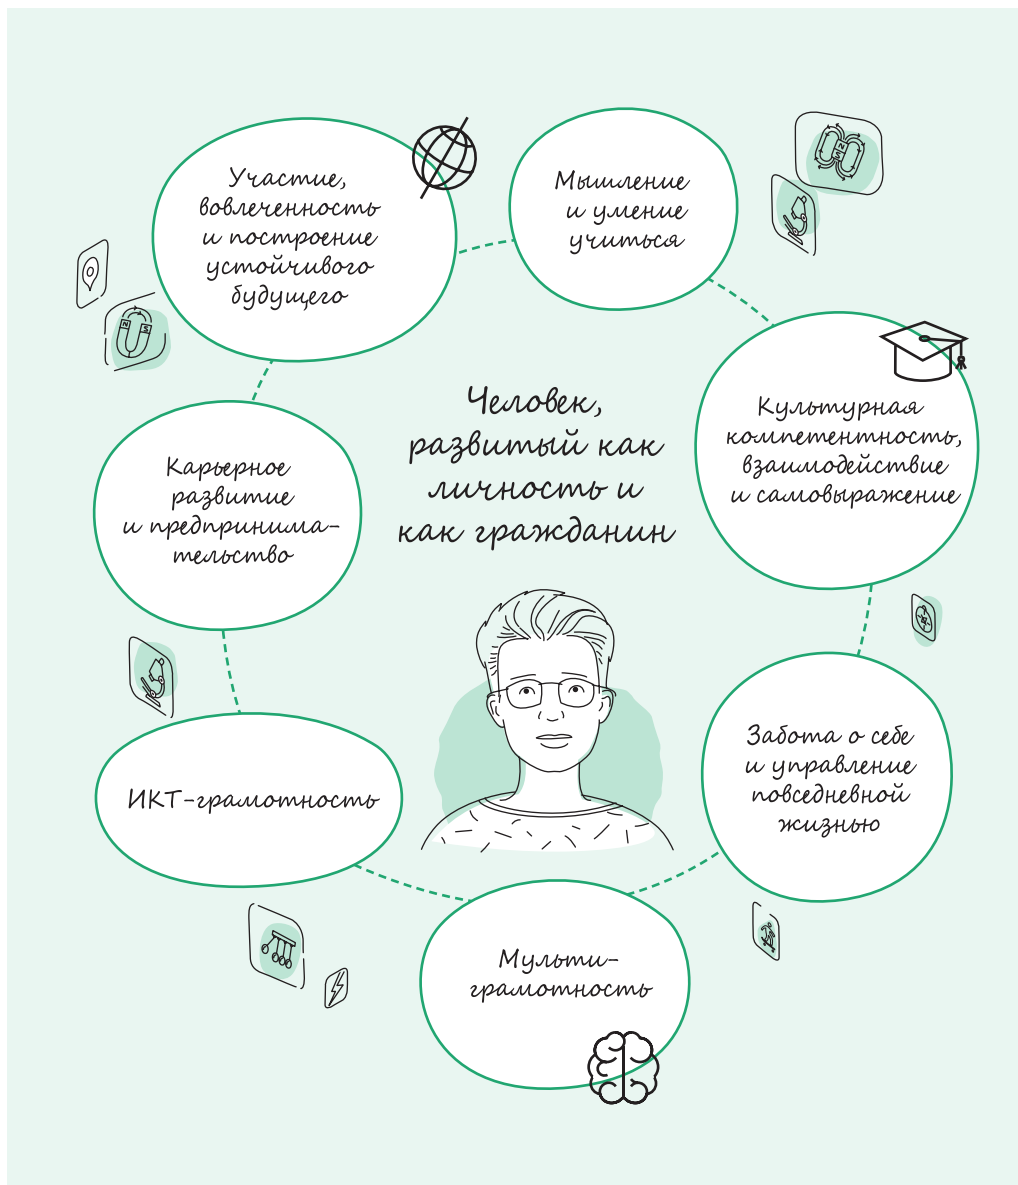 Участие,
вовлеченность
и построение
устойчивого
будущего
Мышление
и умение
учиться
Культурная
компетентность,
взаимодействие
и самовыражение
Человек,
развитый как
личность и
как гражданин
Карьерное
развитие
и предпринима-
тельство
Забота о себе
и управление
повседневной
жизнью
ИКТ-грамотность
Мульти-
грамотность